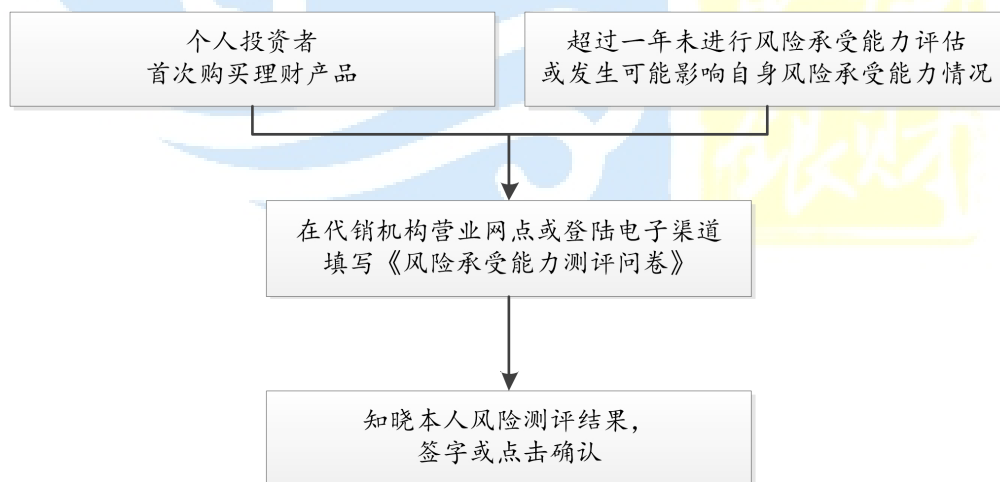 个人投资者
首次购买理财产品
超过一年未进行风险承受能力评估
或发生可能影响自身风险承受能力情况
在代销机构营业网点或登陆电子渠道
填写《风险承受能力测评问卷》
知晓本人风险测评结果，
签字或点击确认